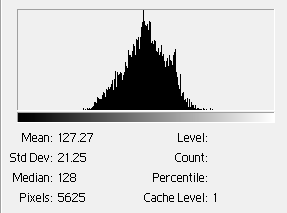 Mean: 127.27 Level:
Std Dev: 21.25 Count:
Median: 128 Percentile:
Pixels: 5625 Cache Level: 1